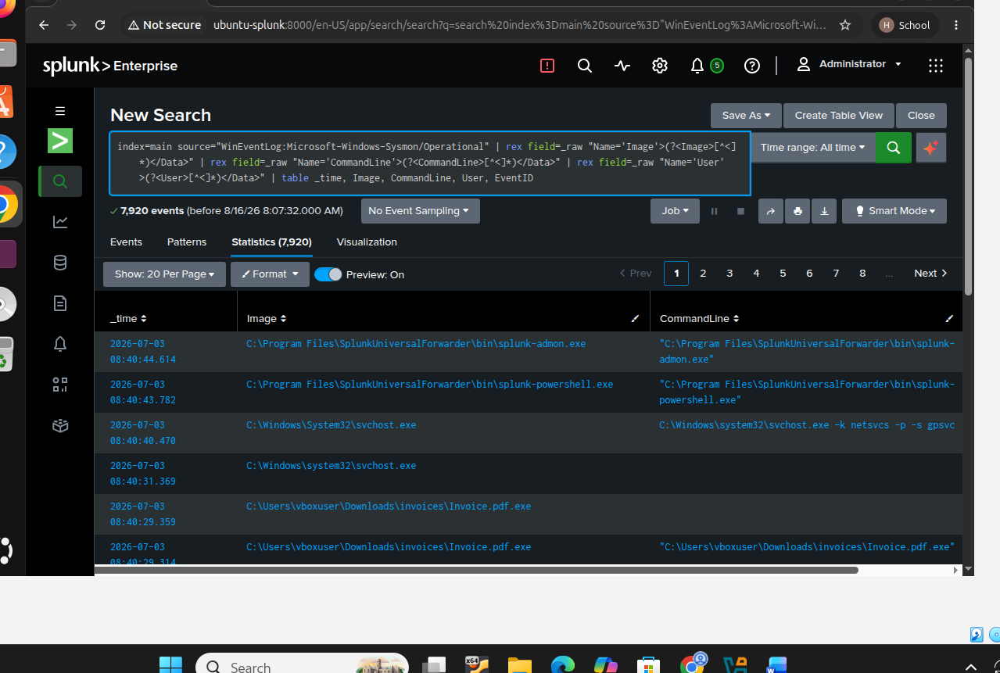 Not secure
ubuntu-splunk:8000/en-US/app/search/search?q=search%20index%3Dmain%20source%3D"WinEventLog%3AMicrosoft-Wi...
H School
splunk> Enterprise
5
Administrator
New Search
Save As
Create Table View
Close
index=main source="WinEventLog:Microsoft-Windows-Sysmon/Operational" | rex field=_raw "Name='Image'>(?<Image>[^<]
*)</Data>" | rex field=_raw "Name='CommandLine'>(?<CommandLine>[^<]*)</Data>" | rex field=_raw "Name='User'
>(?<User>[^<]*)</Data>" | table _time, Image, CommandLine, User, EventID
Time range: All time
7,920 events (before 8/16/26 8:07:32.000 AM)
No Event Sampling
Job
Smart Mode
Events
Patterns
Statistics (7,920)
Visualization
Show: 20 Per Page
Format
Preview: On
Prev
1
2
3
4
5
6
7
8
...
Next
_time
Image
CommandLine
2026-07-03
08:40:44.614
C:\Program Files\SplunkUniversalForwarder\bin\splunk-admon.exe
"C:\Program Files\SplunkUniversalForwarder\bin\splunk-
admon.exe"
2026-07-03
08:40:43.782
C:\Program Files\SplunkUniversalForwarder\bin\splunk-powershell.exe
"C:\Program Files\SplunkUniversalForwarder\bin\splunk-
powershell.exe"
2026-07-03
08:40:40.470
C:\Windows\System32\svchost.exe
C:\Windows\system32\svchost.exe -k netsvcs -p -s gpsvc
2026-07-03
08:40:31.369
C:\Windows\system32\svchost.exe
2026-07-03
08:40:29.359
C:\Users\vboxuser\Downloads\invoices\Invoice.pdf.exe
2026-07-03
08:40:29.314
C:\Users\vboxuser\Downloads\invoices\Invoice.pdf.exe
"C:\Users\vboxuser\Downloads\invoices\Invoice.pdf.exe"
Search
x64
W